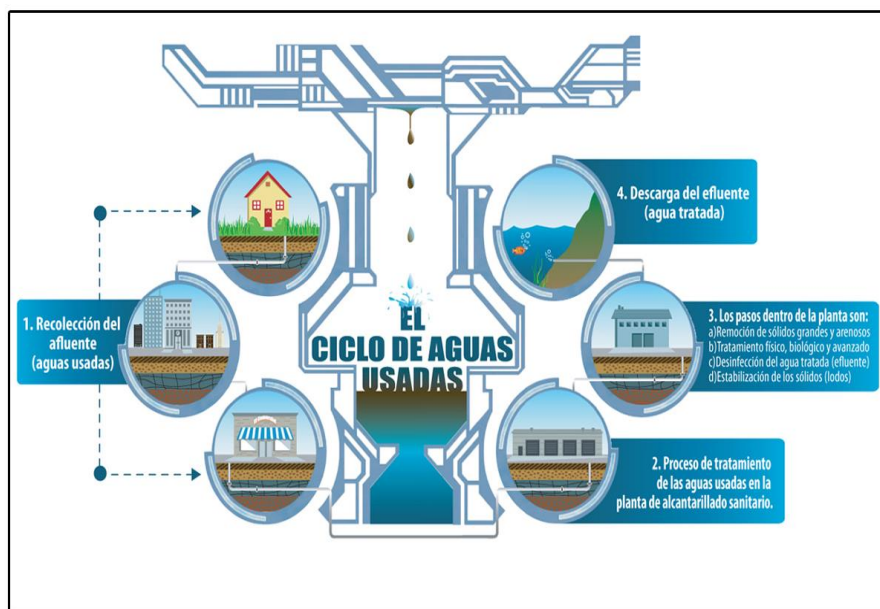 EL
CICLO DE AGUAS
USADAS
1. Recolección del
afluente
(aguas usadas)
2. Proceso de tratamiento
de las aguas usadas en la
planta de alcantarillado sanitario.
3. Los pasos dentro de la planta son:
a)Remoción de sólidos grandes y arenosos
b)Tratamiento físico, biológico y avanzado
c)Desinfección del agua tratada (efluente)
d)Estabilización de los sólidos (lodos)
4. Descarga del efluente
(agua tratada)